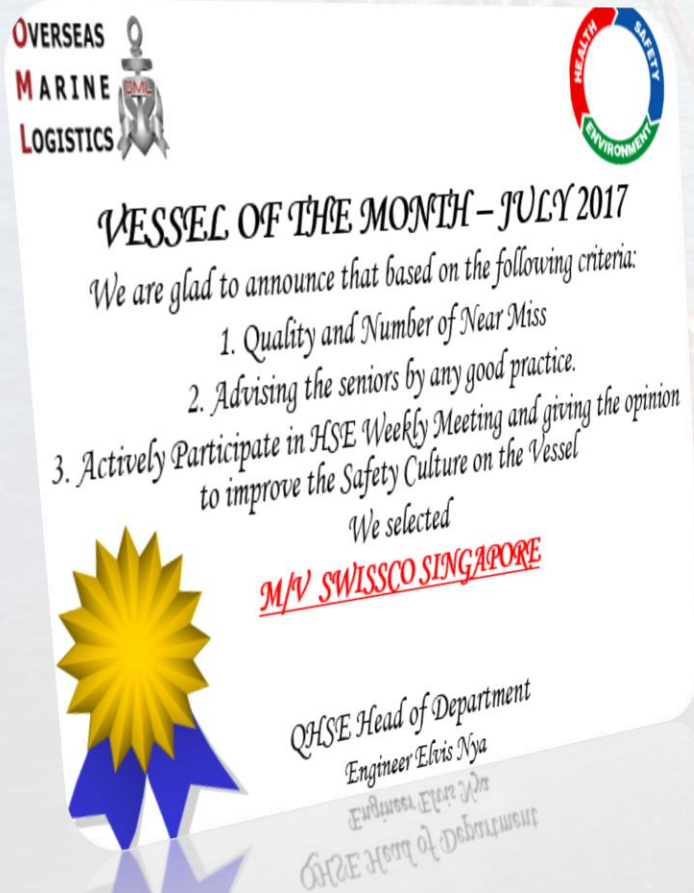 OVERSEAS
MARINE
LOGISTICS
OML
HEALTH
SAFETY
ENVIRONMENT
VESSEL OF THE MONTH – JULY 2017
We are glad to announce that based on the following criteria:
1. Quality and Number of Near Miss
2. Advising the seniors by any good practice.
3. Actively Participate in HSE Weekly Meeting and giving the opinion
to improve the Safety Culture on the Vessel
We selected
M/V SWISSCO SINGAPORE
QHSE Head of Department
Engineer Elvis Nya